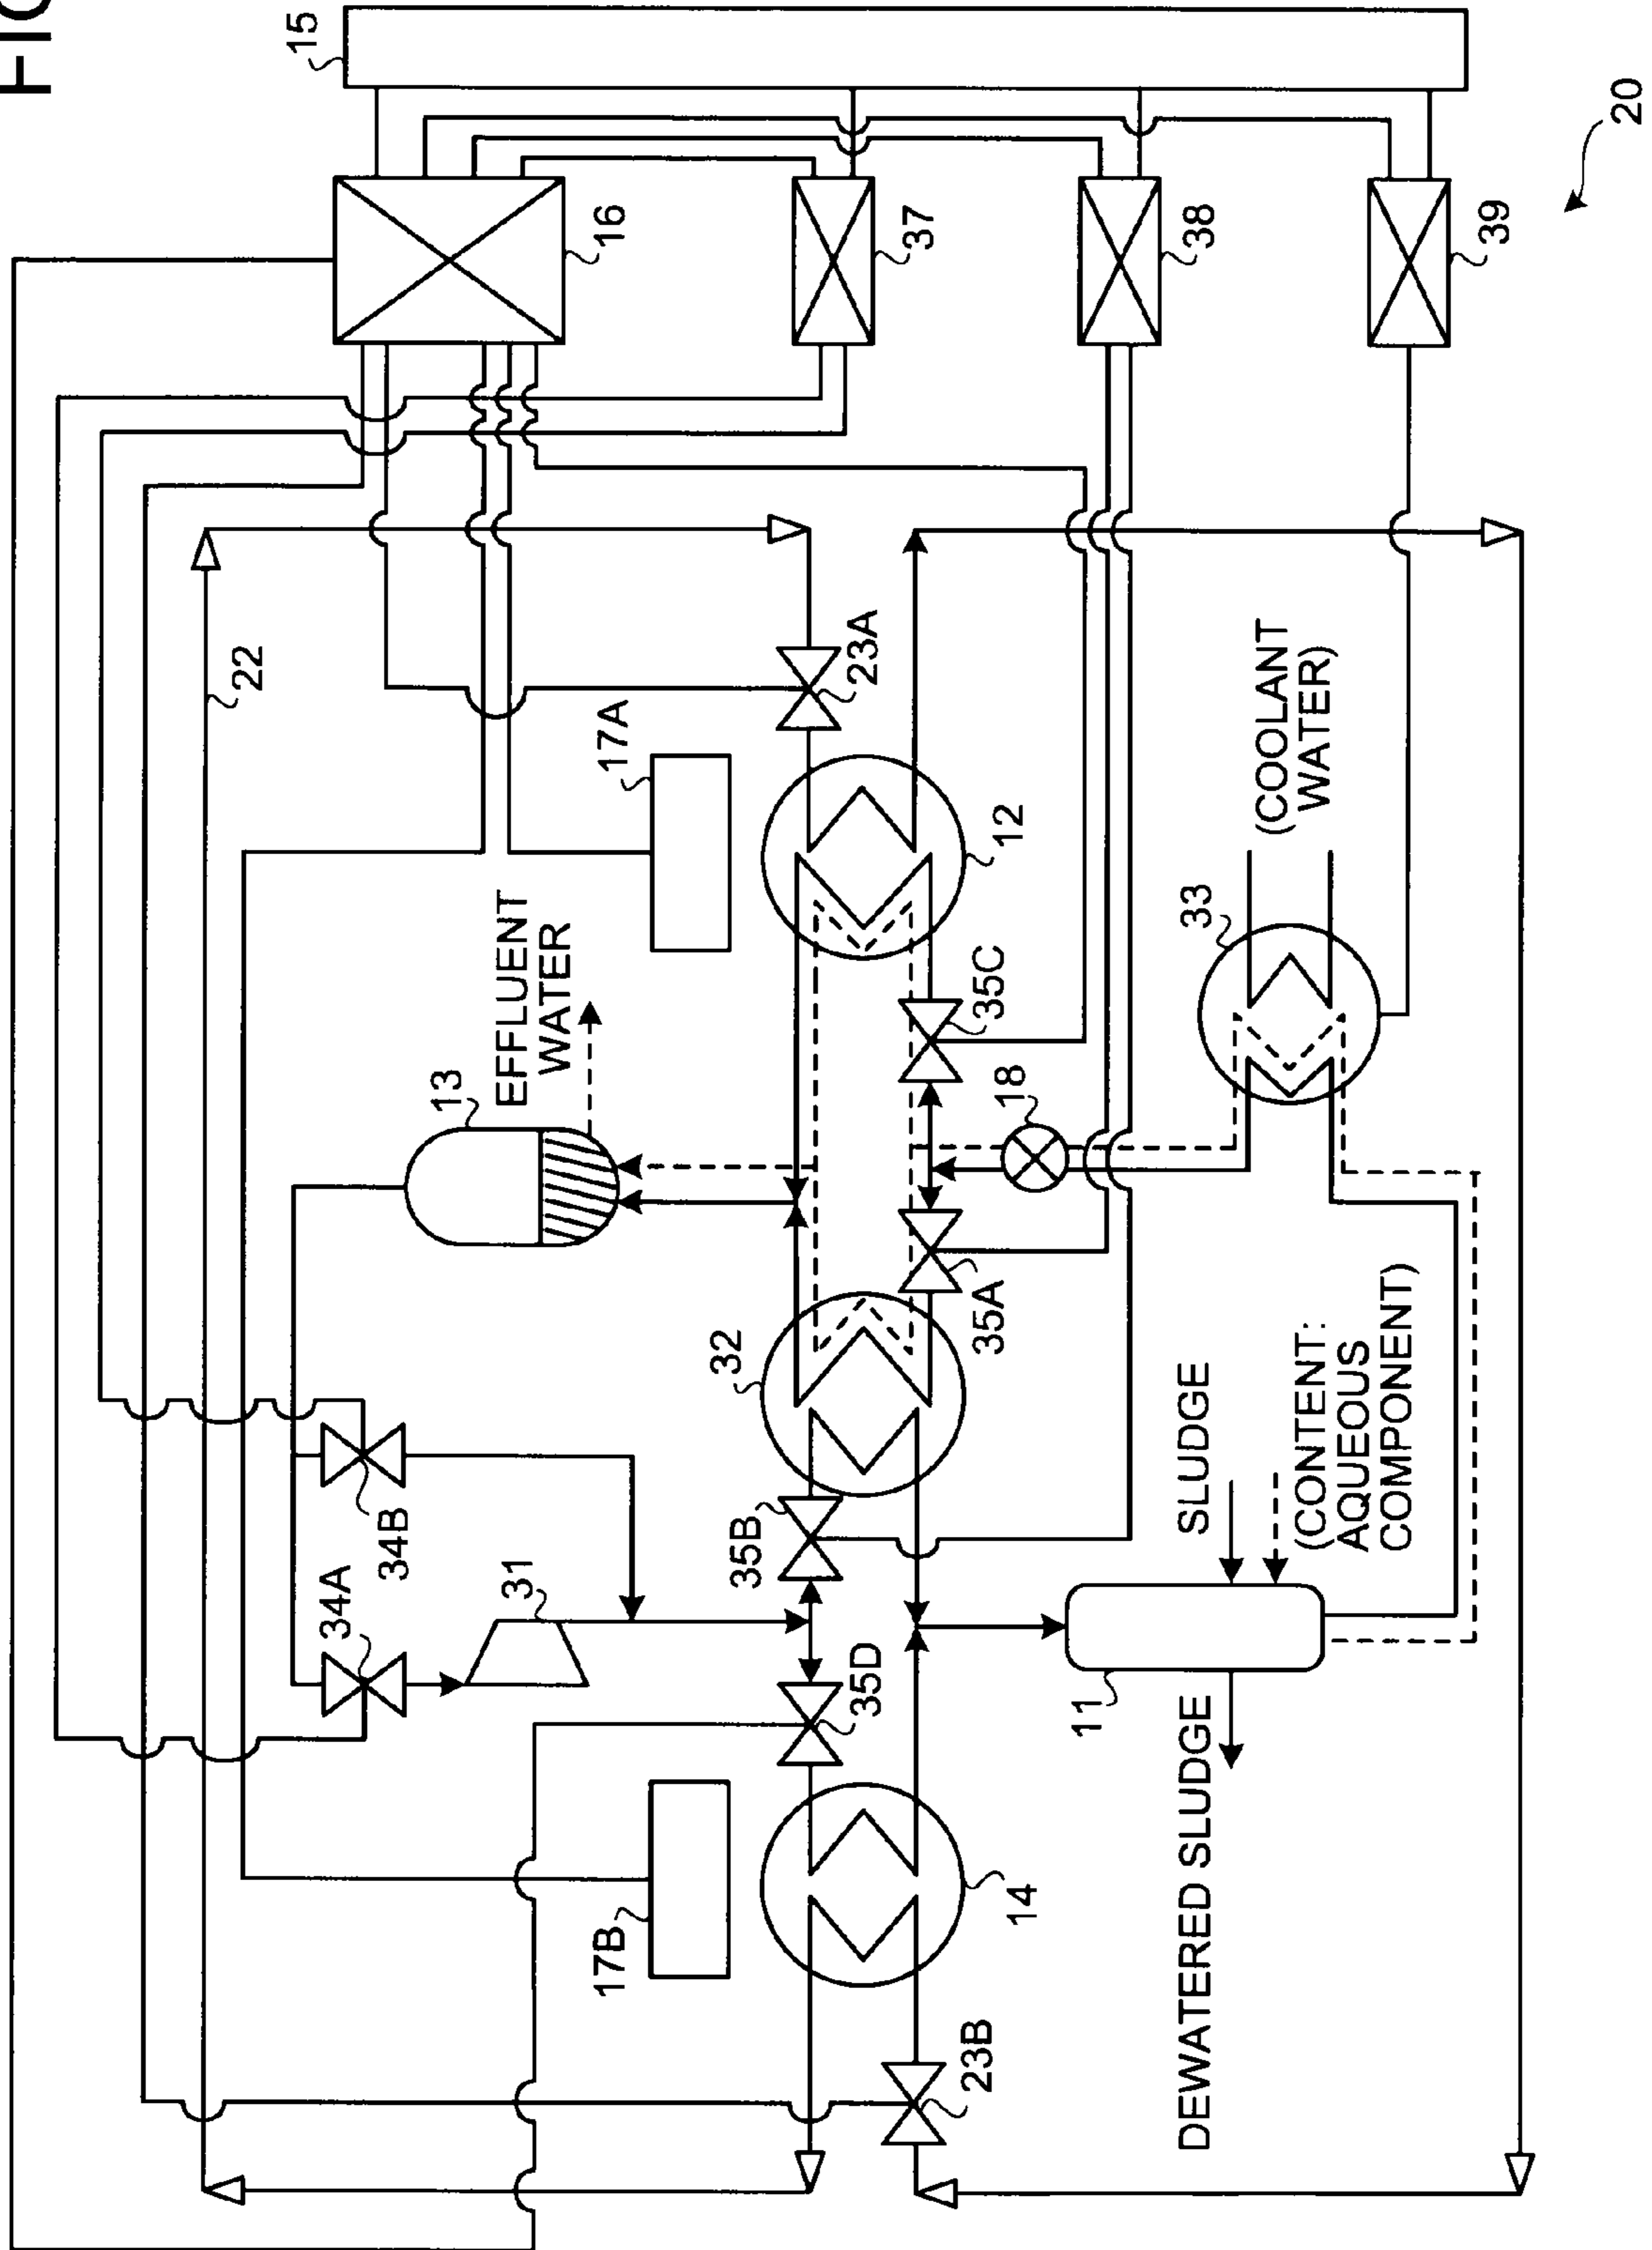 FIG
15
20
16
37
38
39
22
23A
17A
12
(COOLANT
WATER)
33
EFFLUENT
WATER
13
35C
18
32
35A
34B
34A
31
35B
35D
SLUDGE
(CONTENT:
AQUEOUS
COMPONENT)
11
DEWATERED SLUDGE
17B
14
23B